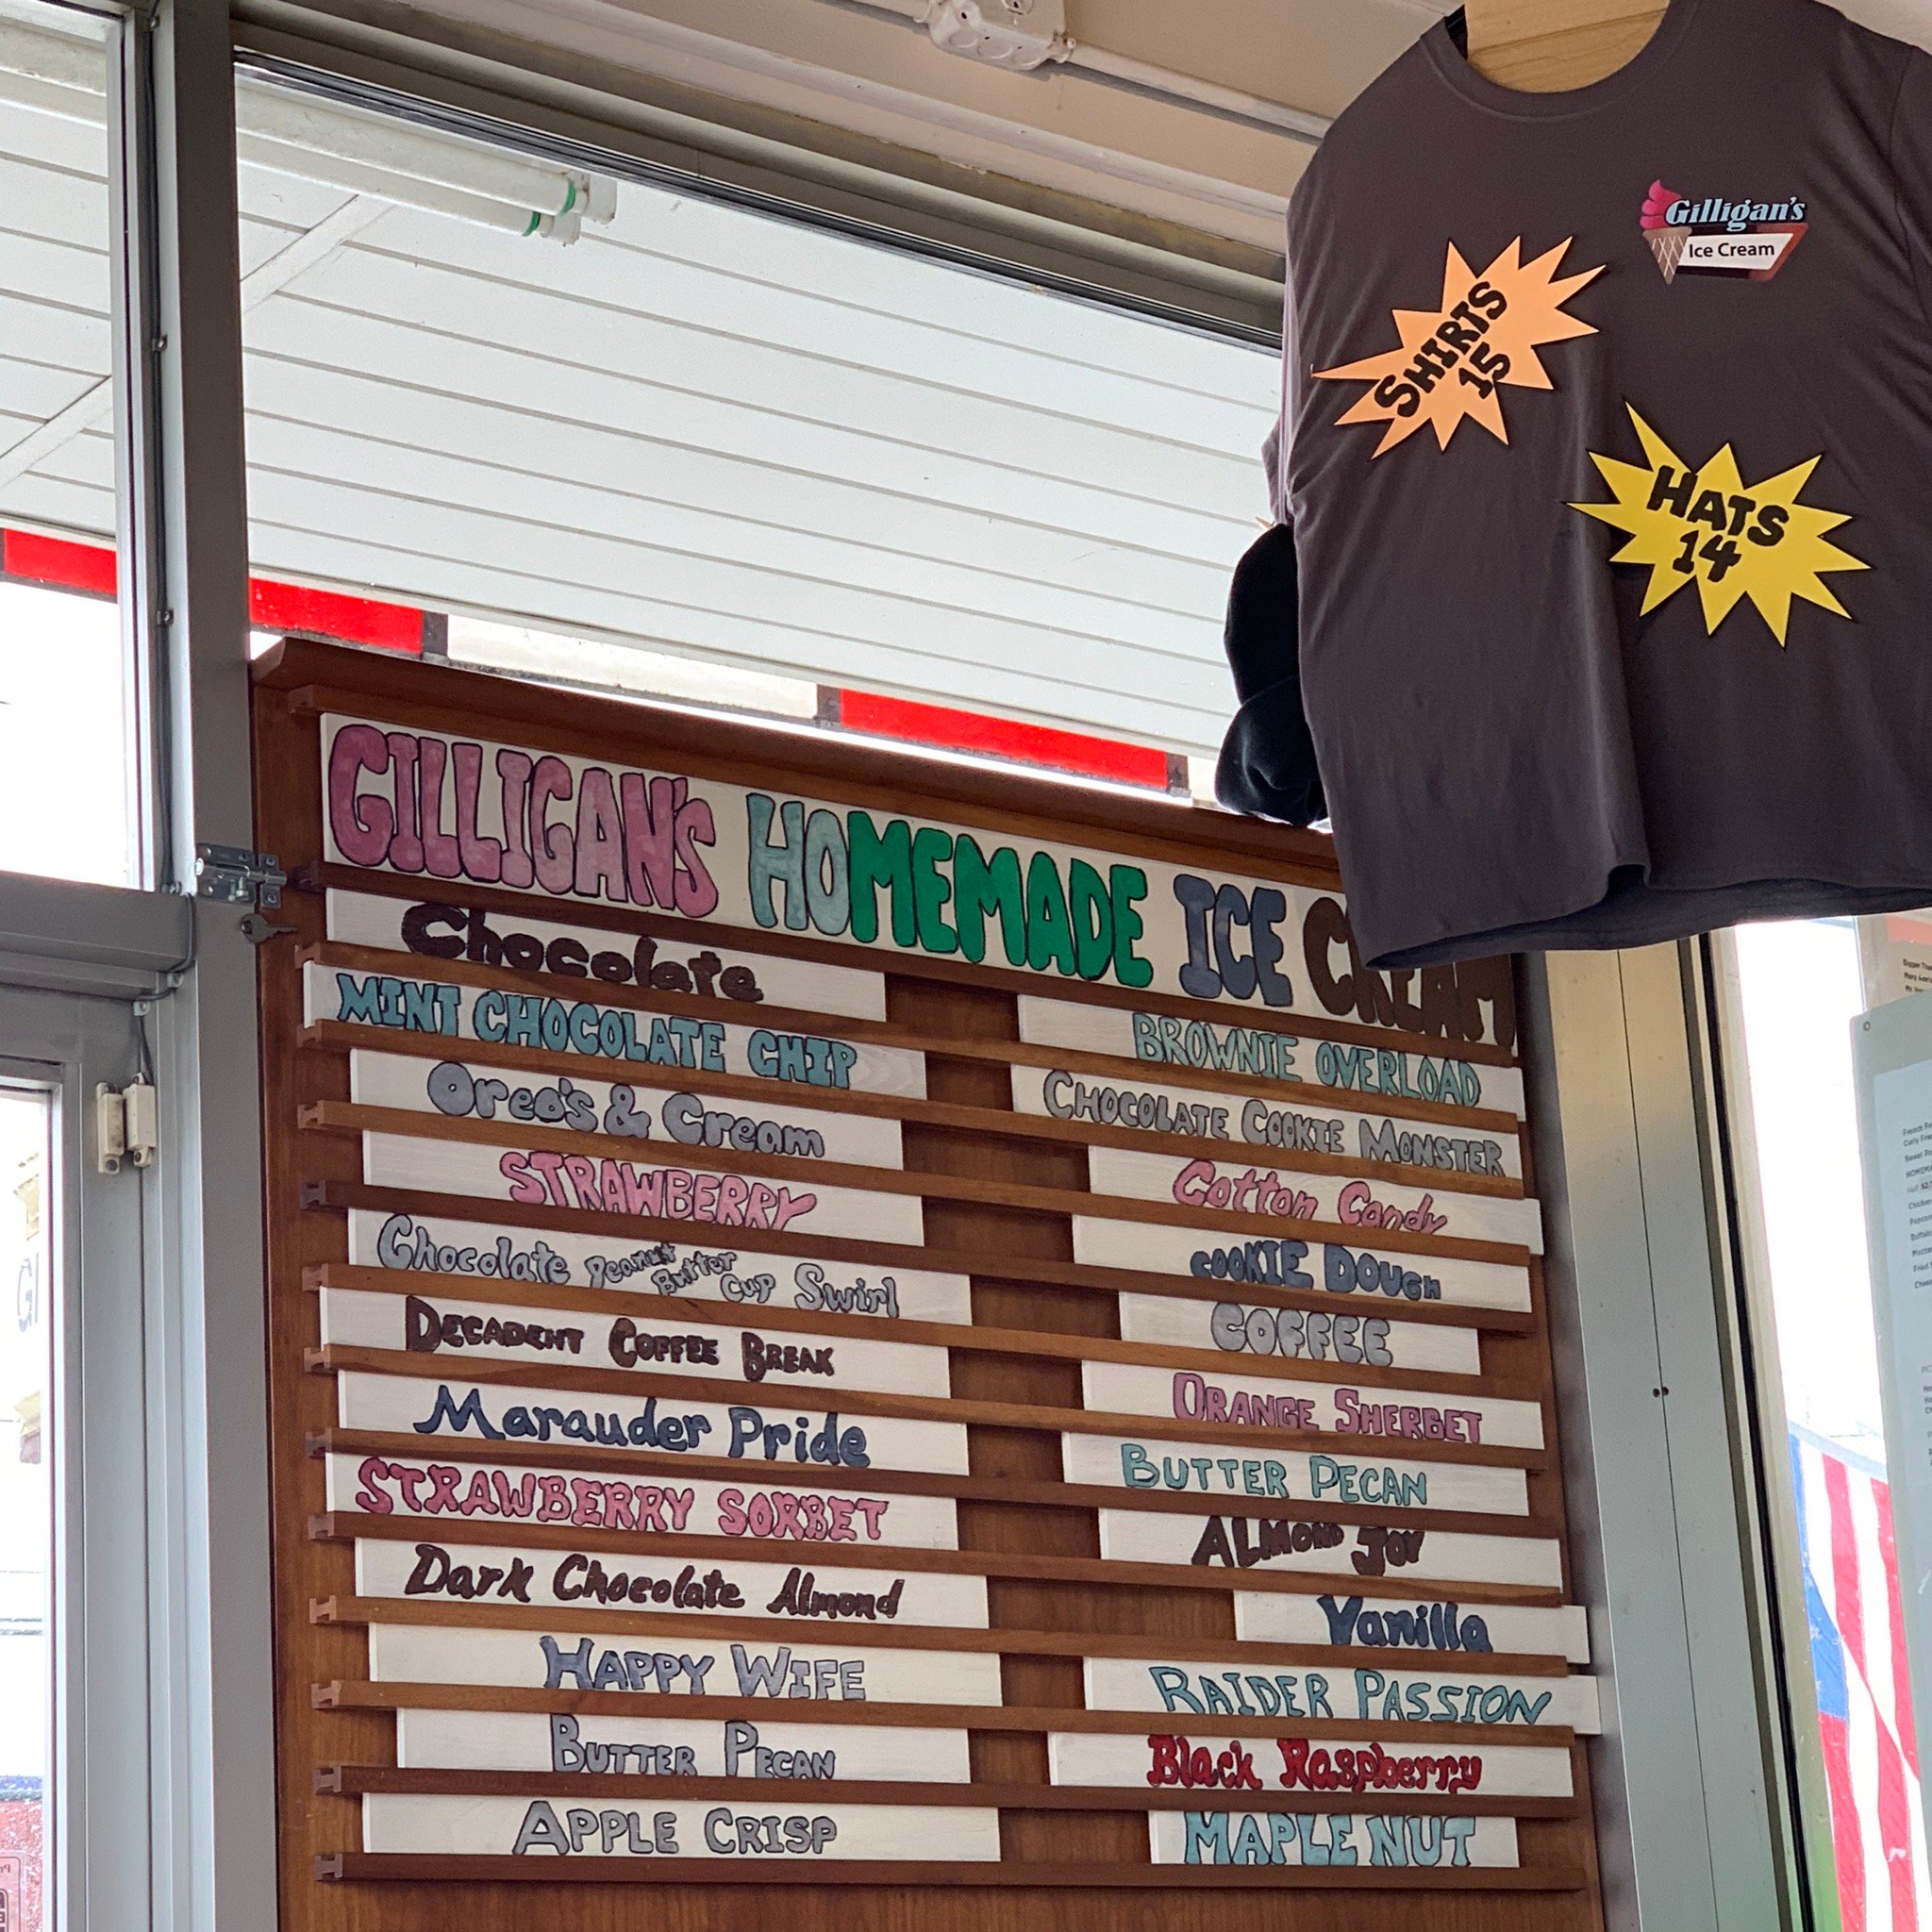 Gilligan's
Ice Cream
SHIRTS
15
HATS
14
GILLIGAN'S HOMEMADE ICE CREAM
Chocolate
MINT CHOCOLATE CHIP
Oreo's & Cream
STRAWBERRY
Chocolate Peanut Butter Cup Swirl
DECADENT COFFEE BREAK
Marauder Pride
STRAWBERRY SORBET
Dark Chocolate Almond
HAPPY WIFE
BUTTER PECAN
APPLE CRISP
BROWNIE OVERLOAD
CHOCOLATE COOKIE MONSTER
Cotton Candy
COOKIE DOUGH
COFFEE
ORANGE SHERBET
BUTTER PECAN
ALMOND JOY
Vanilla
RAIDER PASSION
Black Raspberry
MAPLE NUT